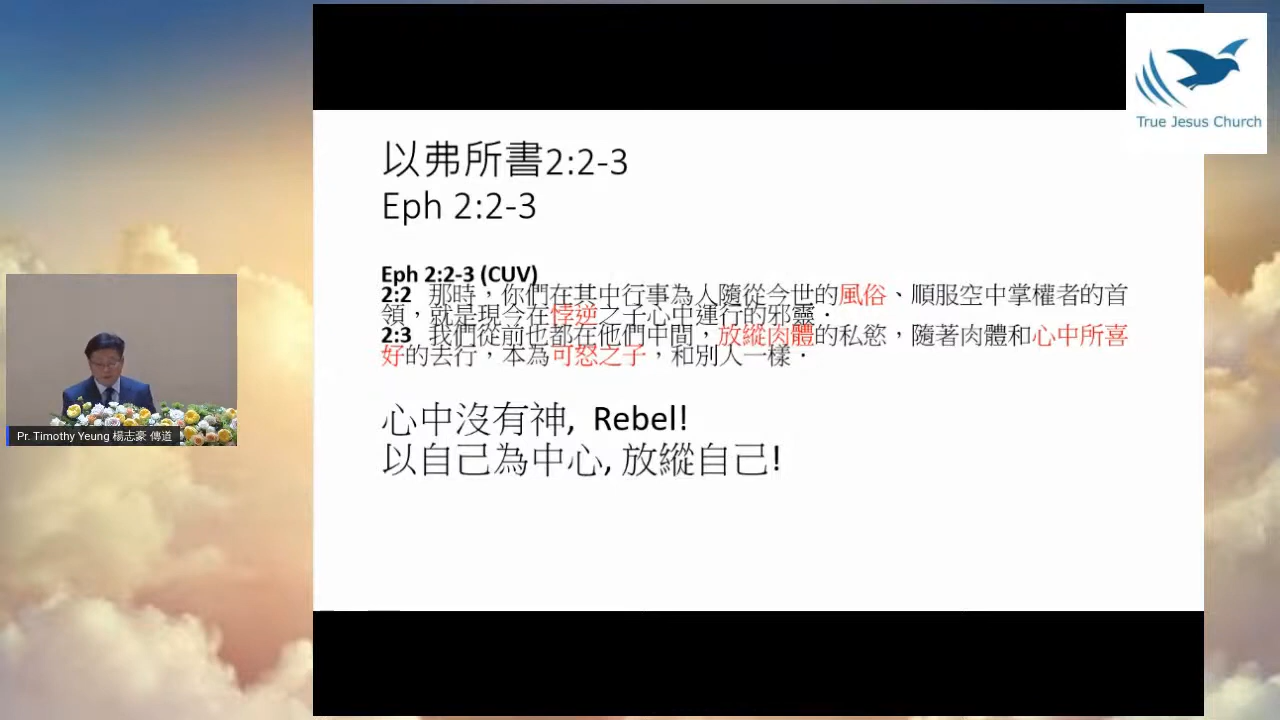 True Jesus Church
以弗所書2:2-3
Eph 2:2-3
Eph 2:2-3 (CUV)
2:2 那時，你們在其中行事為人隨從今世的風俗、順服空中掌權者的首
領，就是現今在悖逆之子心中運行的邪靈．
2:3 我們從前也都在他們中間，放縱肉體的私慾，隨著肉體和心中所喜
好的去行，本為可怒之子，和別人一樣．
心中沒有神, Rebel!
以自己為中心, 放縱自己!
Pr. Timothy Yeung 楊志豪 傳道